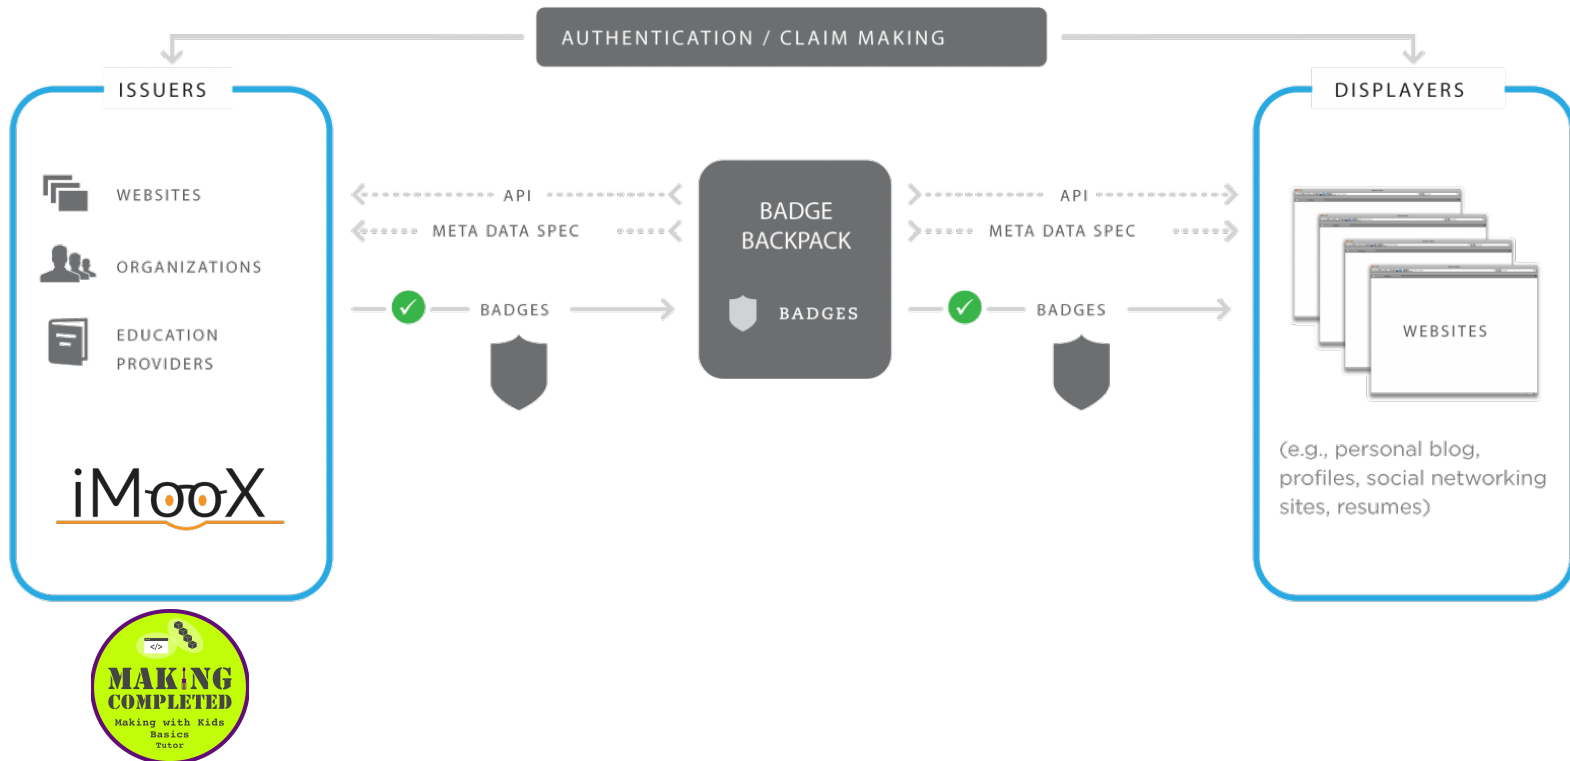 AUTHENTICATION / CLAIM MAKING
ISSUERS
WEBSITES
ORGANIZATIONS
EDUCATION
PROVIDERS
iMooX
MAKING
COMPLETED
Making with Kids
Basics
Tutor
API
META DATA SPEC
BADGES
BADGE
BACKPACK
BADGES
API
META DATA SPEC
BADGES
DISPLAYERS
WEBSITES
(e.g., personal blog,
profiles, social networking
sites, resumes)